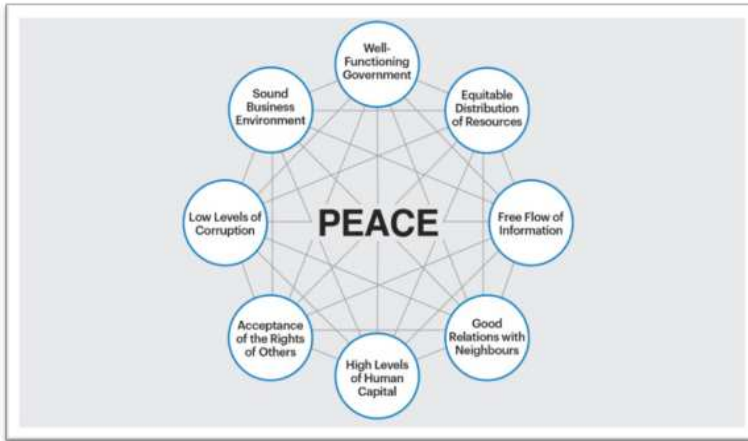 Well-
Functioning
Government
Equitable
Distribution
of Resources
Free Flow of
Information
Good
Relations with
Neighbours
High Levels
of Human
Capital
Acceptance
of the Rights
of Others
Low Levels of
Corruption
Sound
Business
Environment
PEACE